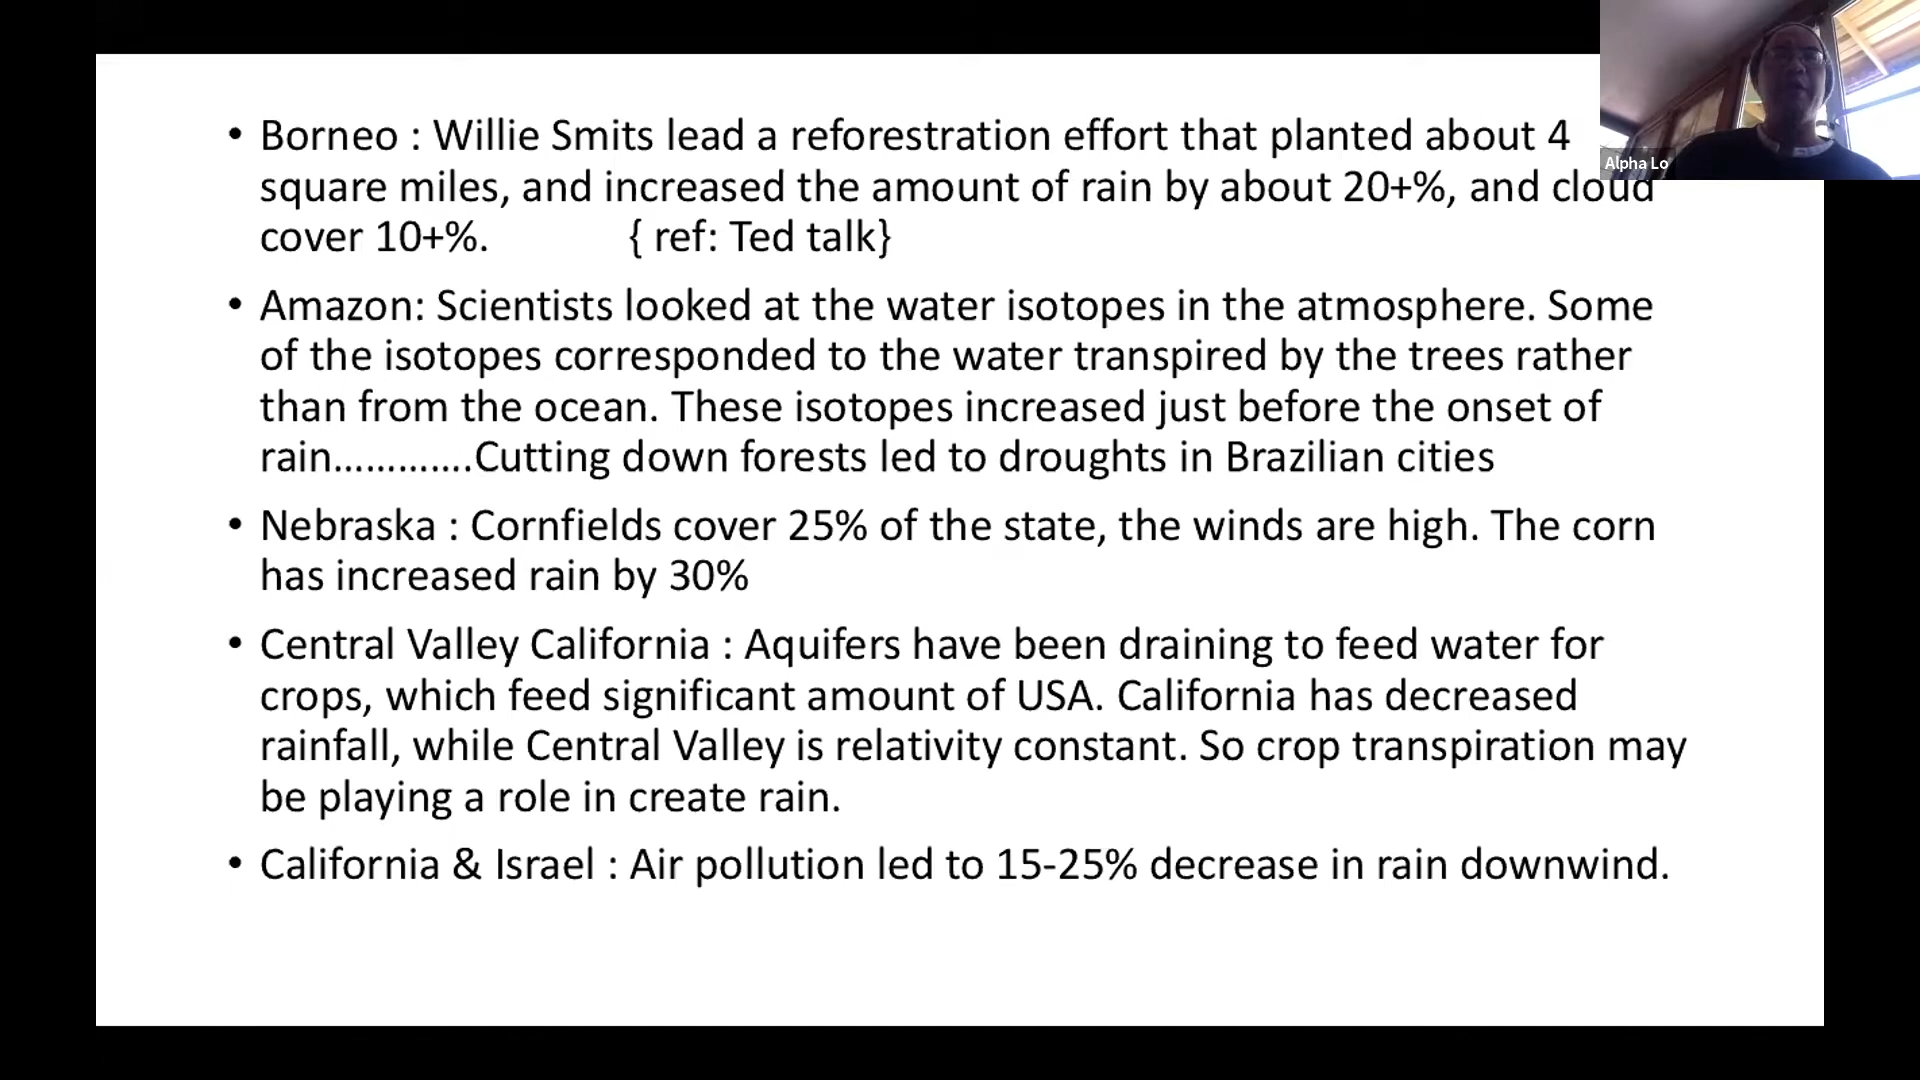 • Borneo : Willie Smits lead a reforestration effort that planted about 4
square miles, and increased the amount of rain by about 20+%, and cloud
cover 10+%. { ref: Ted talk}
• Amazon: Scientists looked at the water isotopes in the atmosphere. Some
of the isotopes corresponded to the water transpired by the trees rather
than from the ocean. These isotopes increased just before the onset of
rain………….Cutting down forests led to droughts in Brazilian cities
• Nebraska : Cornfields cover 25% of the state, the winds are high. The corn
has increased rain by 30%
• Central Valley California : Aquifers have been draining to feed water for
crops, which feed significant amount of USA. California has decreased
rainfall, while Central Valley is relativity constant. So crop transpiration may
be playing a role in create rain.
• California & Israel : Air pollution led to 15-25% decrease in rain downwind.
Alpha Lo